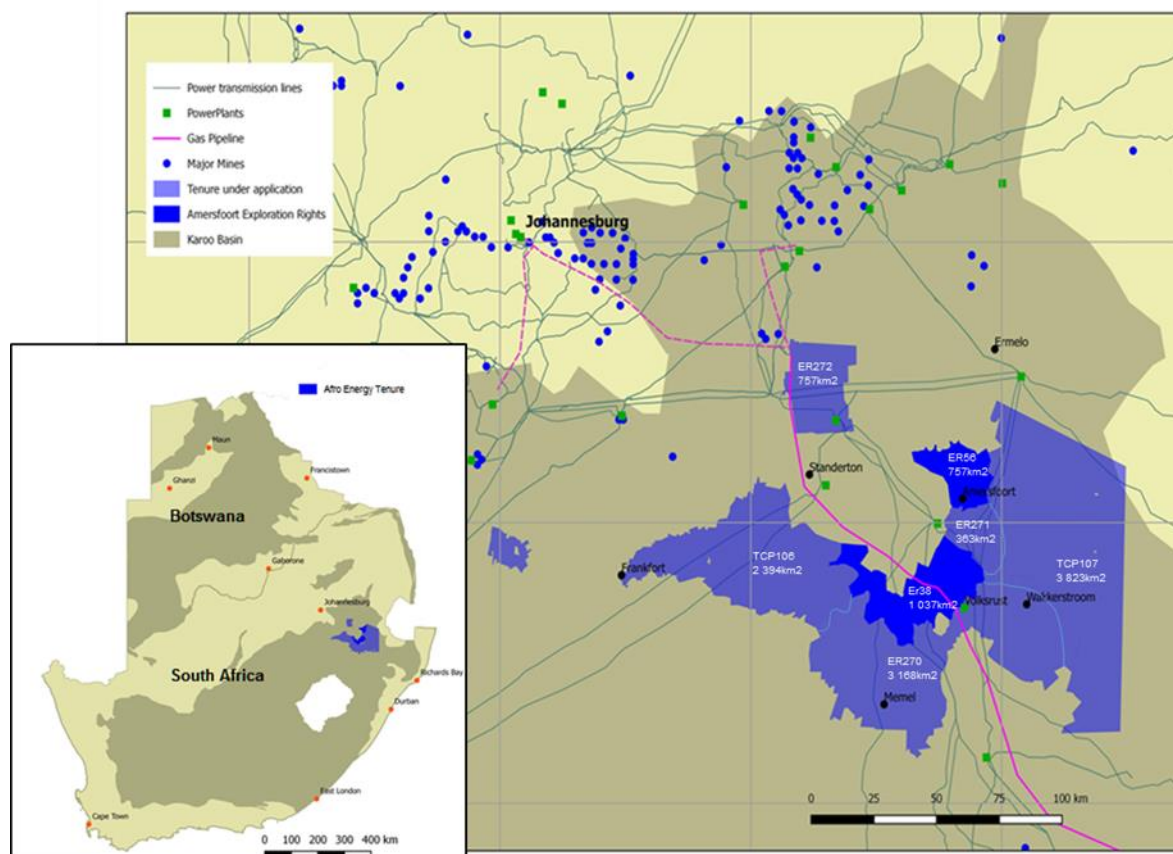 Power transmission lines
PowerPlants
Gas Pipeline
Major Mines
Tenure under application
Amersfoort Exploration Rights
Karoo Basin
Johannesburg
Ermelo
ER272
757km2
Standerton
ER56
757km2
Amersfoort
ER271
363km2
TCP106
2 394km2
Frankfort
TCP107
3 823km2
Er38
1 037km2
Volksrust
Wakkerstroom
ER270
3 168km2
Memel
0 25 50 75 100 km
Afro Energy Tenure
Maun
Ghanzi
Francistown
Botswana
Gaborone
Johannesburg
South Africa
Richards Bay
Durban
East London
Cape Town
0 100 200 300 400 km